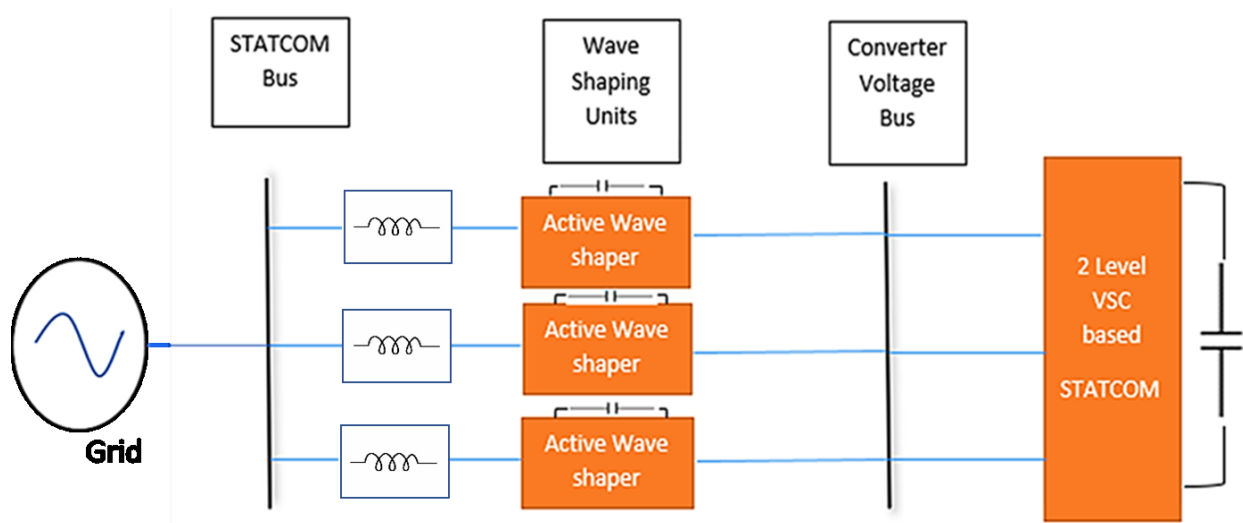 STATCOM
Bus
Wave
Shaping
Units
Converter
Voltage
Bus
Active Wave
shaper
Active Wave
shaper
Active Wave
shaper
2 Level
VSC
based
STATCOM
Grid